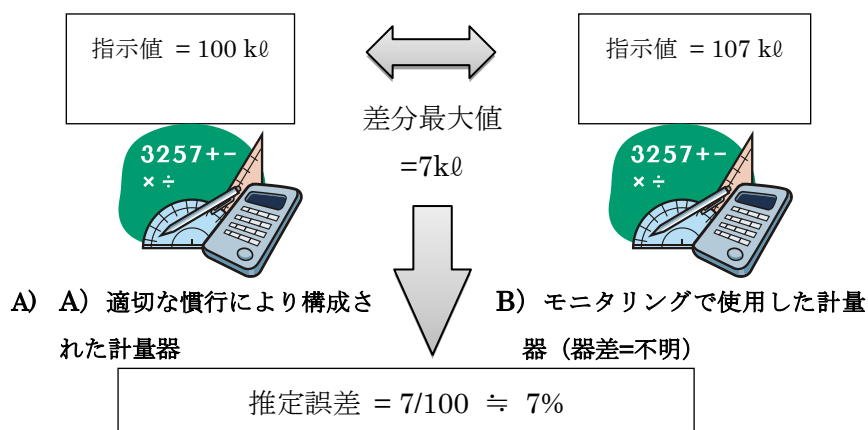 指示値 = 100 kℓ
指示値 = 107 kℓ
差分最大値
=7kℓ
3257+−
× ÷
3257+−
× ÷
A) A）適切な慣行により構成さ
れた計量器
B）モニタリングで使用した計量
器（器差=不明）
推定誤差 = 7/100 ≒ 7%